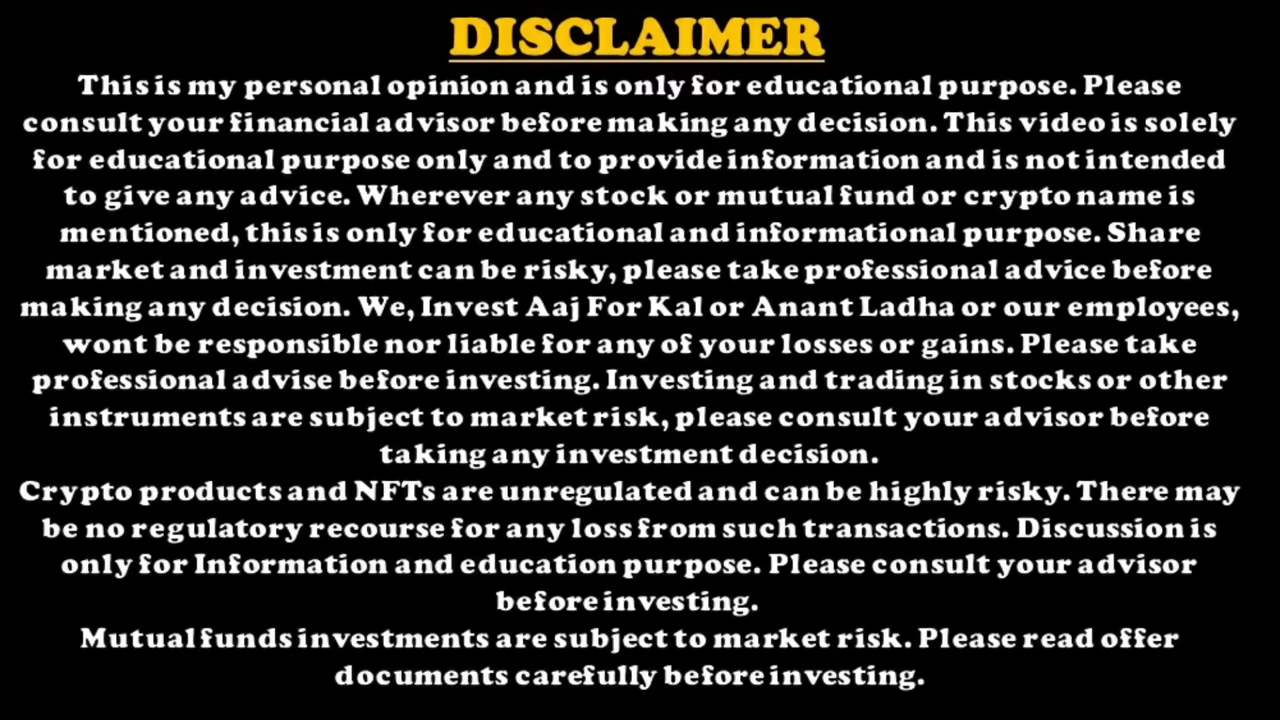 DISCLAIMER
This is my personal opinion and is only for educational purpose. Please
consult your financial advisor before making any decision. This video is solely
for educational purpose only and to provide information and is not intended
to give any advice. Wherever any stock or mutual fund or crypto name is
mentioned, this is only for educational and informational purpose. Share
market and investment can be risky, please take professional advice before
making any decision. We, Invest Aaj For Kal or Anant Ladha or our employees,
wont be responsible nor liable for any of your losses or gains. Please take
professional advise before investing. Investing and trading in stocks or other
instruments are subject to market risk, please consult your advisor before
taking any investment decision.
Crypto products and NFTs are unregulated and can be highly risky. There may
be no regulatory recourse for any loss from such transactions. Discussion is
only for Information and education purpose. Please consult your advisor
before investing.
Mutual funds investments are subject to market risk. Please read offer
documents carefully before investing.